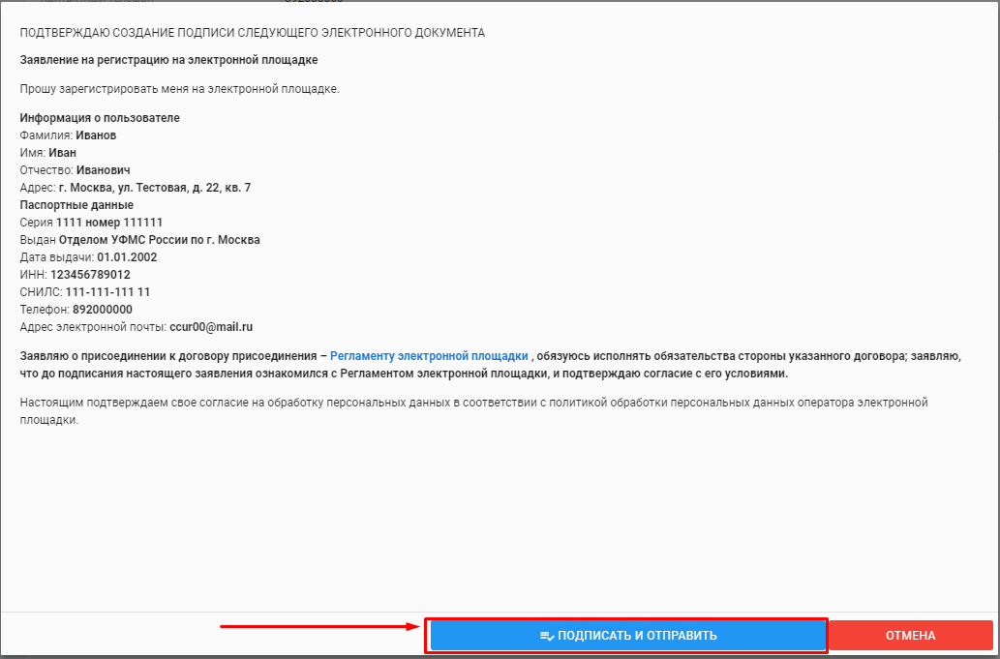 ПОДТВЕРЖДАЮ СОЗДАНИЕ ПОДПИСИ СЛЕДУЮЩЕГО ЭЛЕКТРОННОГО ДОКУМЕНТА
Заявление на регистрацию на электронной площадке
Прошу зарегистрировать меня на электронной площадке.
Информация о пользователе
Фамилия: Иванов
Имя: Иван
Отчество: Иванович
Адрес: г. Москва, ул. Тестовая, д. 22, кв. 7
Паспортные данные
Серия 1111 номер 111111
Выдан Отделом УФМС России по г. Москва
Дата выдачи: 01.01.2002
ИНН: 123456789012
СНИЛС: 111-111-111 11
Телефон: 892000000
Адрес электронной почты: ccur00@mail.ru
Заявляю о присоединении к договору присоединения – Регламенту электронной площадки , обязуюсь исполнять обязательства стороны указанного договора; заявляю,
что до подписания настоящего заявления ознакомился с Регламентом электронной площадки, и подтверждаю согласие с его условиями.
Настоящим подтверждаем свое согласие на обработку персональных данных в соответствии с политикой обработки персональных данных оператора электронной
площадки.
ПОДПИСАТЬ И ОТПРАВИТЬ
ОТМЕНА